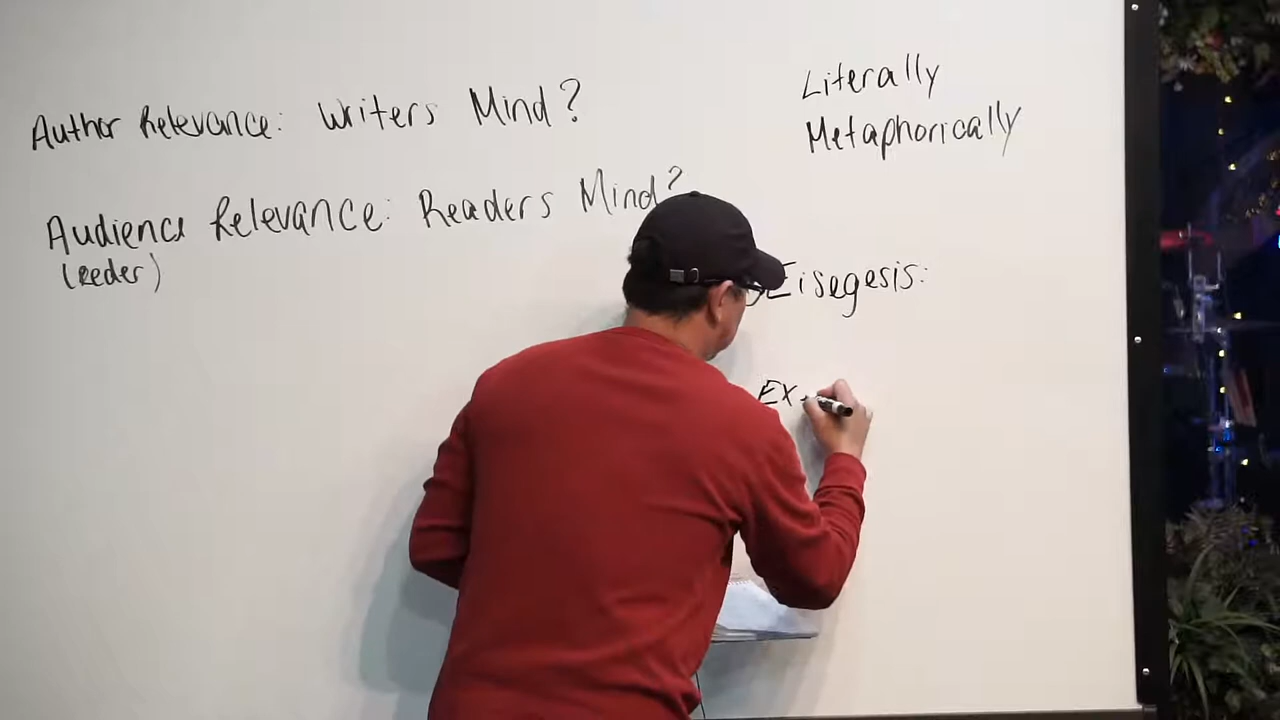 Author Relevance: Writers Mind?
Audience Relevance: Readers Mind?
(reeder)
Literally
Metaphorically
Eisegesis:
Ex